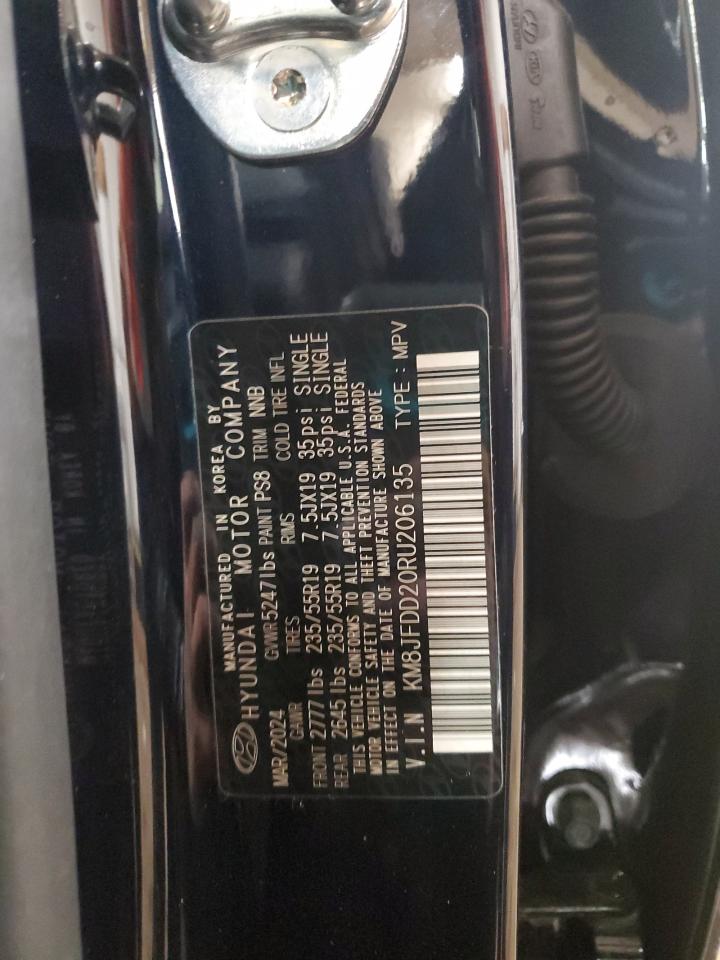 MANUFACTURED IN KOREA BY
HYUNDAI MOTOR COMPANY
MAR/2024 GVWR 5247 lbs PAINT PS8 TRIM NNB
GAWR TIRES RIMS COLD TIRE INFL
FRONT 2777 lbs 235/55R19 7.5JX19 35psi SINGLE
REAR 2645 lbs 235/55R19 7.5JX19 35psi SINGLE
THIS VEHICLE CONFORMS TO ALL APPLICABLE U.S.A. FEDERAL
MOTOR VEHICLE SAFETY AND THEFT PREVENTION STANDARDS
IN EFFECT ON THE DATE OF MANUFACTURE SHOWN ABOVE
V.I.N KM8JFDD20RU206135 TYPE : MPV